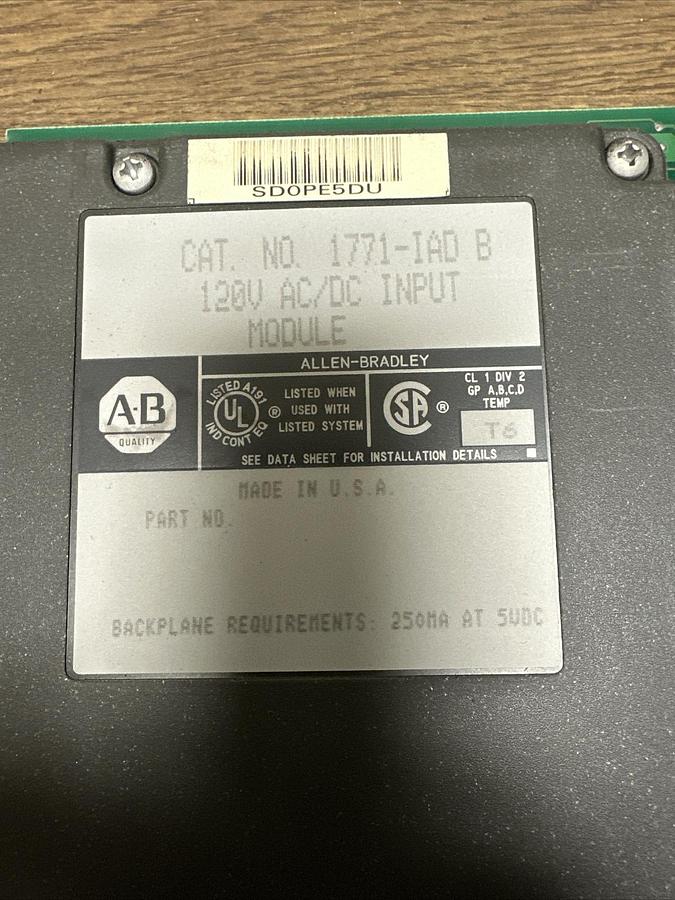 SD0PE5DU
CAT. NO. 1771-IAD B
120V AC/DC INPUT
MODULE
ALLEN-BRADLEY
A-B
QUALITY
LISTED A191
UL
®
IND CONT EQ
LISTED WHEN
USED WITH
LISTED SYSTEM
SA
®
CL 1 DIV 2
GP A,B,C,D
TEMP
T6
SEE DATA SHEET FOR INSTALLATION DETAILS
MADE IN U.S.A.
PART NO.
BACKPLANE REQUIREMENTS: 250MA AT 5VDC